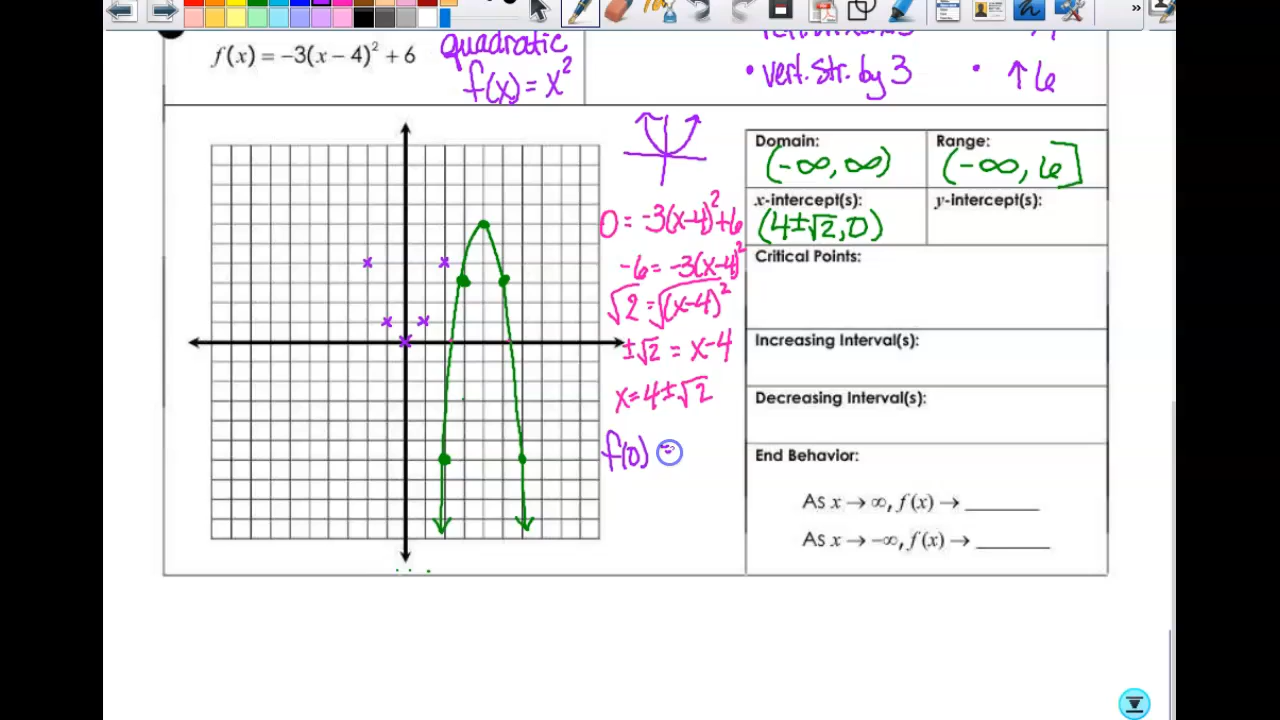 f(x) = −3(x − 4)² + 6
quadratic
f(x) = x²
• vert. str. by 3
• ↑6
Domain:
(-∞, ∞)
Range:
(-∞, 6]
x-intercept(s):
(4±√2, 0)
y-intercept(s):
Critical Points:
Increasing Interval(s):
Decreasing Interval(s):
End Behavior:
As x → ∞, f(x) → ______
As x → −∞, f(x) → ______
0 = -3(x-4)²+6
-6 = -3(x-4)²
√2 = √(x-4)²
±√2 = x-4
x = 4±√2
f(0) =